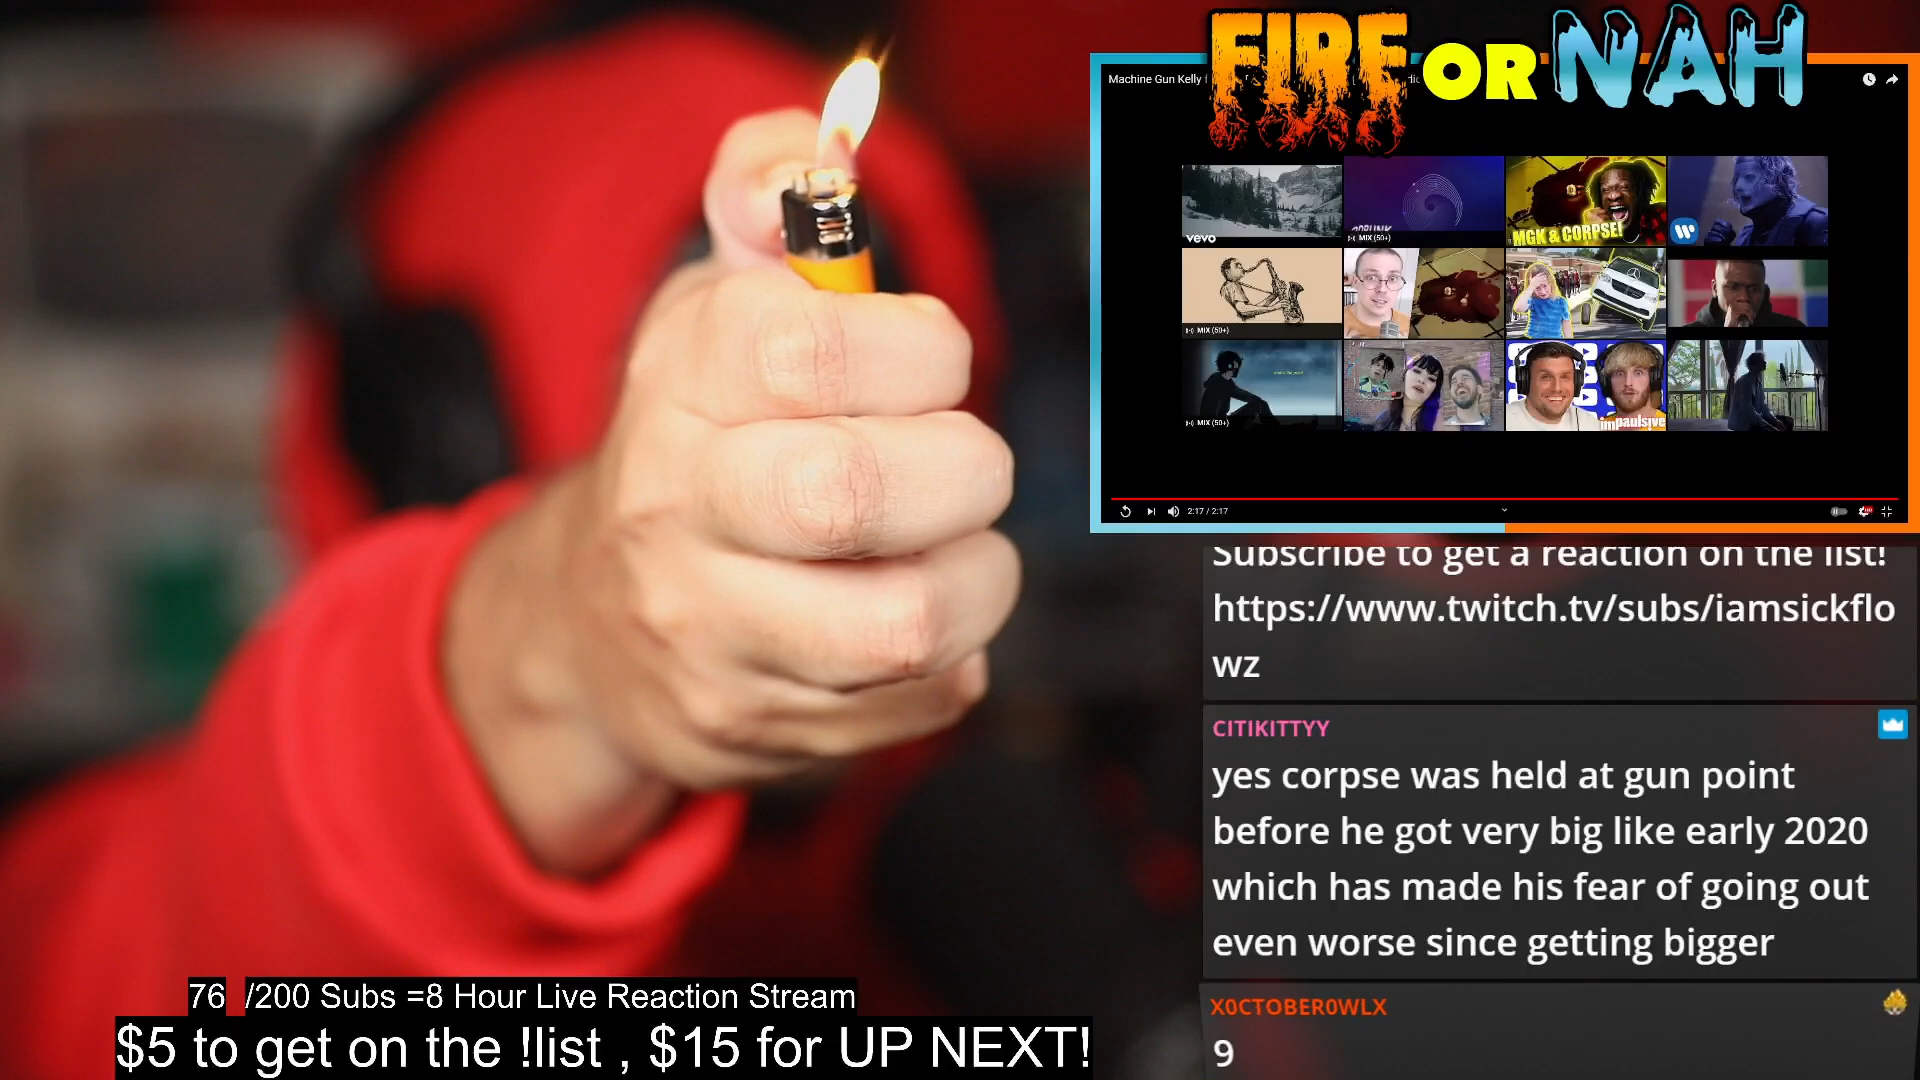 FIRE OR NAH
Machine Gun Kelly
vevo
MIX (50+)
MGK & CORPSE!
MIX (50+)
MIX (50+)
impaulsive
2:17 / 2:17
Subscribe to get a reaction on the list!
https://www.twitch.tv/subs/iamsickflo
wz
CITIKITTYY
yes corpse was held at gun point
before he got very big like early 2020
which has made his fear of going out
even worse since getting bigger
X0CTOBER0WLX
9
76 /200 Subs =8 Hour Live Reaction Stream
$5 to get on the !list , $15 for UP NEXT!